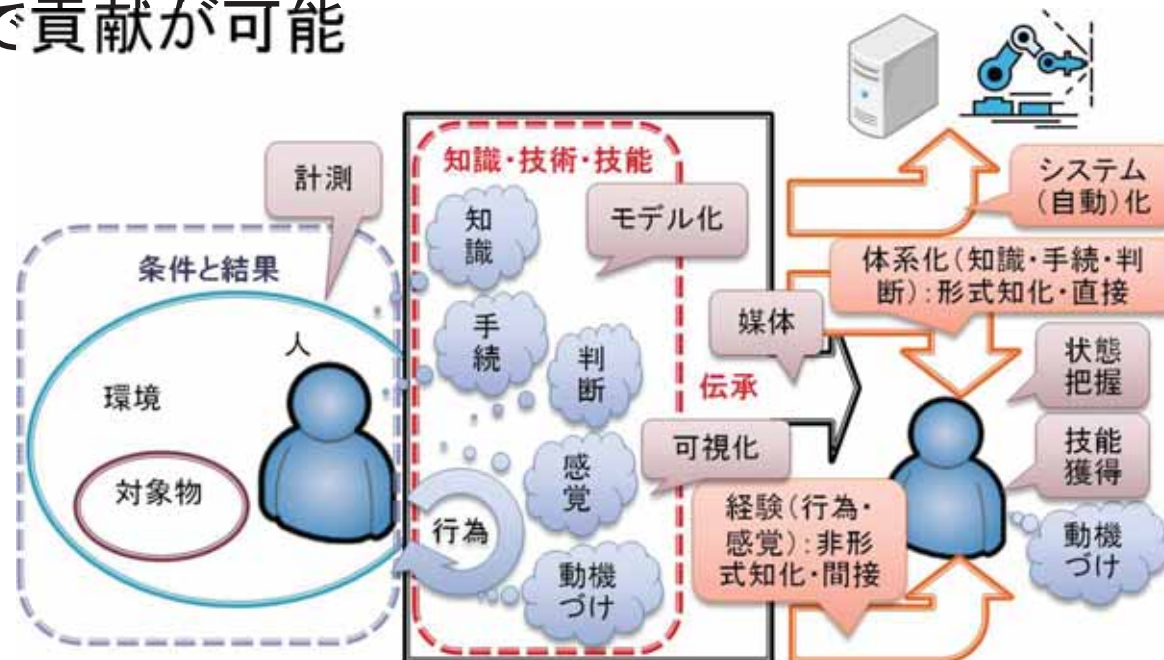 で貢献が可能
計測
条件と結果
人
環境
対象物
知識・技術・技能
知
識
手
続
判
断
感
覚
行為
動機
づけ
モデル化
媒体
伝承
可視化
システム
(自動)化
体系化(知識・手続・判
断):形式知化・直接
状態
把握
技能
獲得
経験(行為・
感覚):非形
式知化・間接
動機
づけ